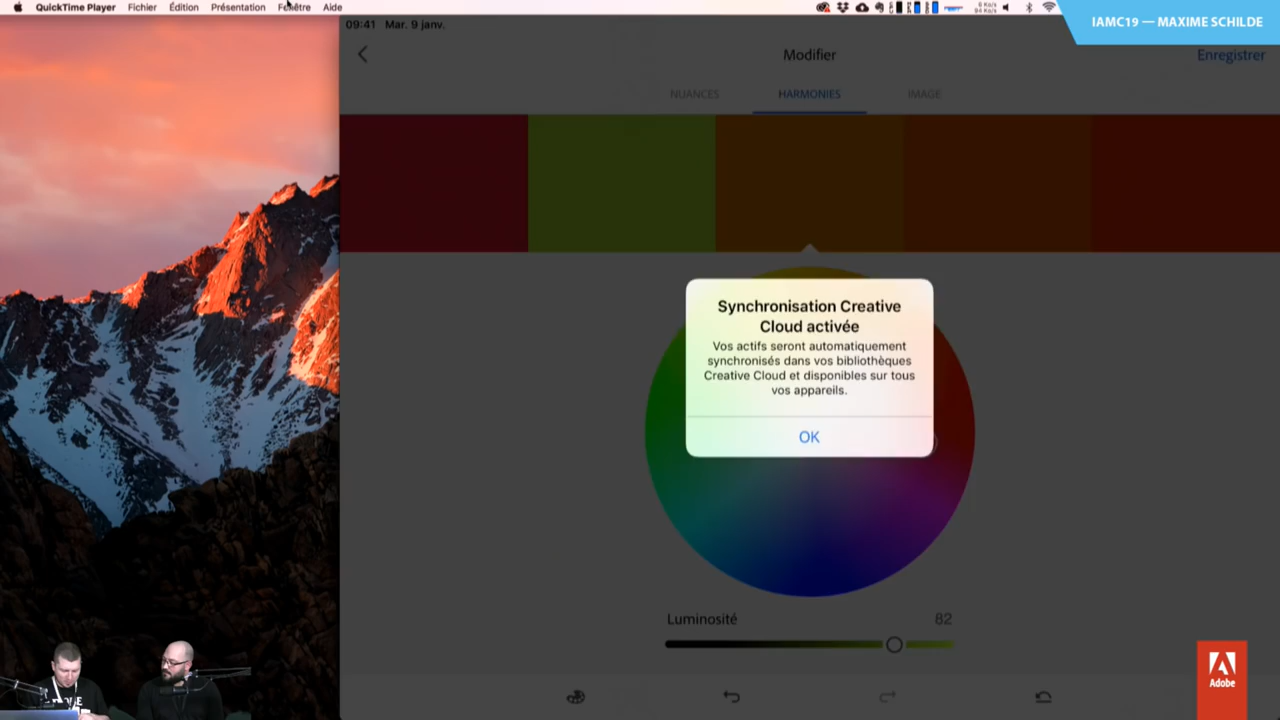 QuickTime Player Fichier Édition Présentation Fenêtre Aide
IAMC19 — MAXIME SCHILDE
09:41 Mar. 9 janv.
Modifier
Enregistrer
NUANCES HARMONIES IMAGE
Synchronisation Creative
Cloud activée
Vos actifs seront automatiquement
synchronisés dans vos bibliothèques
Creative Cloud et disponibles sur tous
vos appareils.
OK
Luminosité 82
Adobe